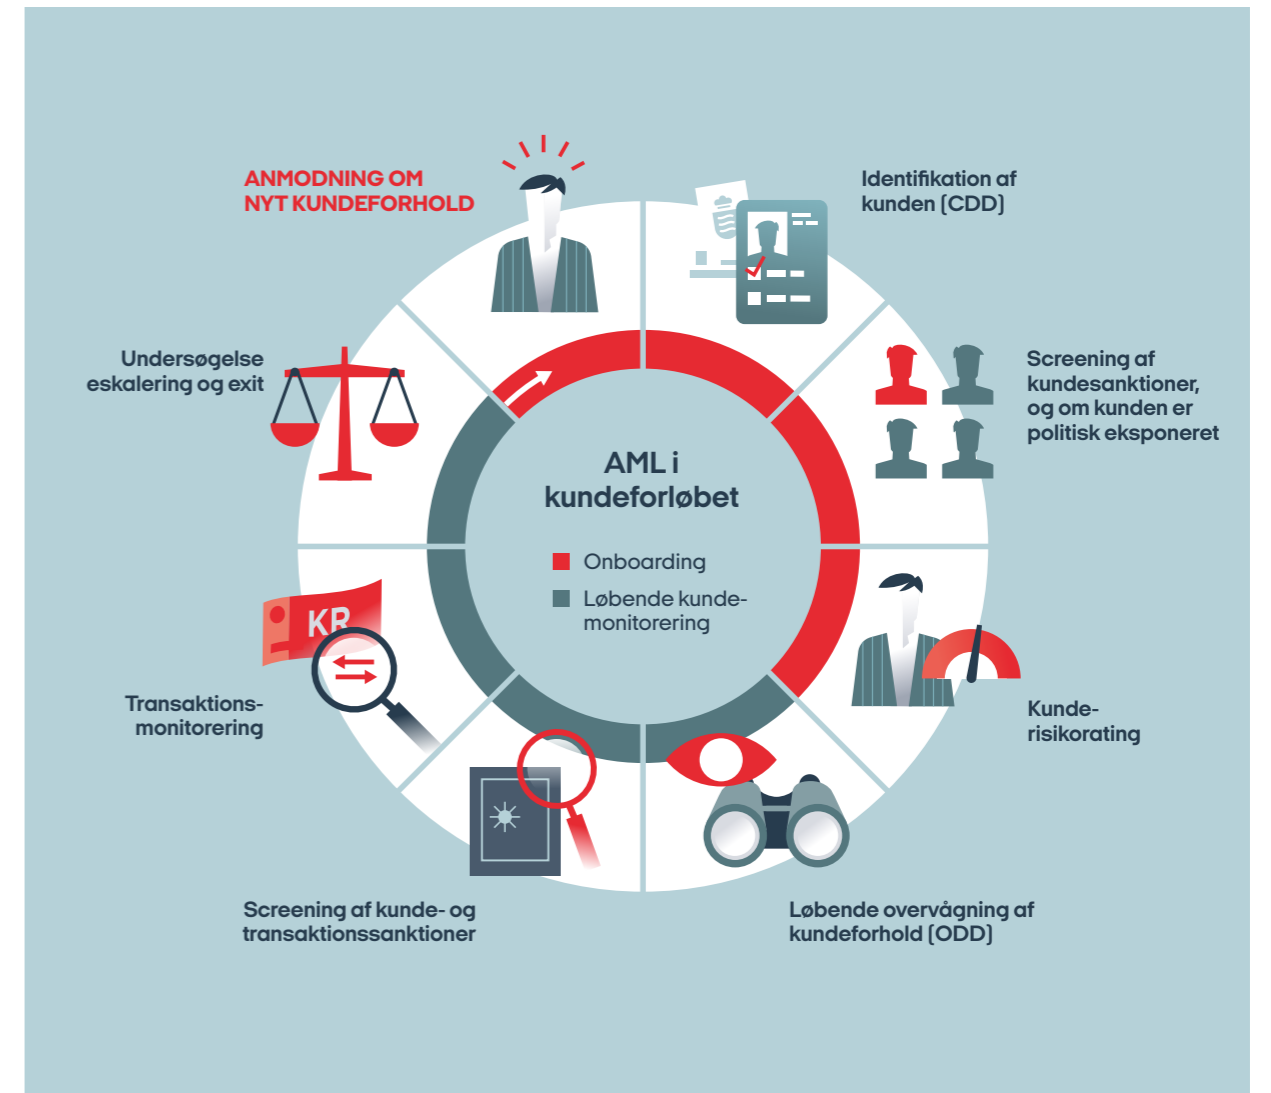 ANMODNING OM
NYT KUNDEFORHOLD
Identifikation af
kunden (CDD)
Screening af
kundesanktioner,
og om kunden er
politisk eksponeret
Kunde-
risikorating
Løbende overvågning af
kundeforhold (ODD)
Screening af kunde- og
transaktionssanktioner
Transaktions-
monitorering
KR
Undersøgelse
eskalering og exit
AML i
kundeforløbet
Onboarding
Løbende kunde-
monitorering